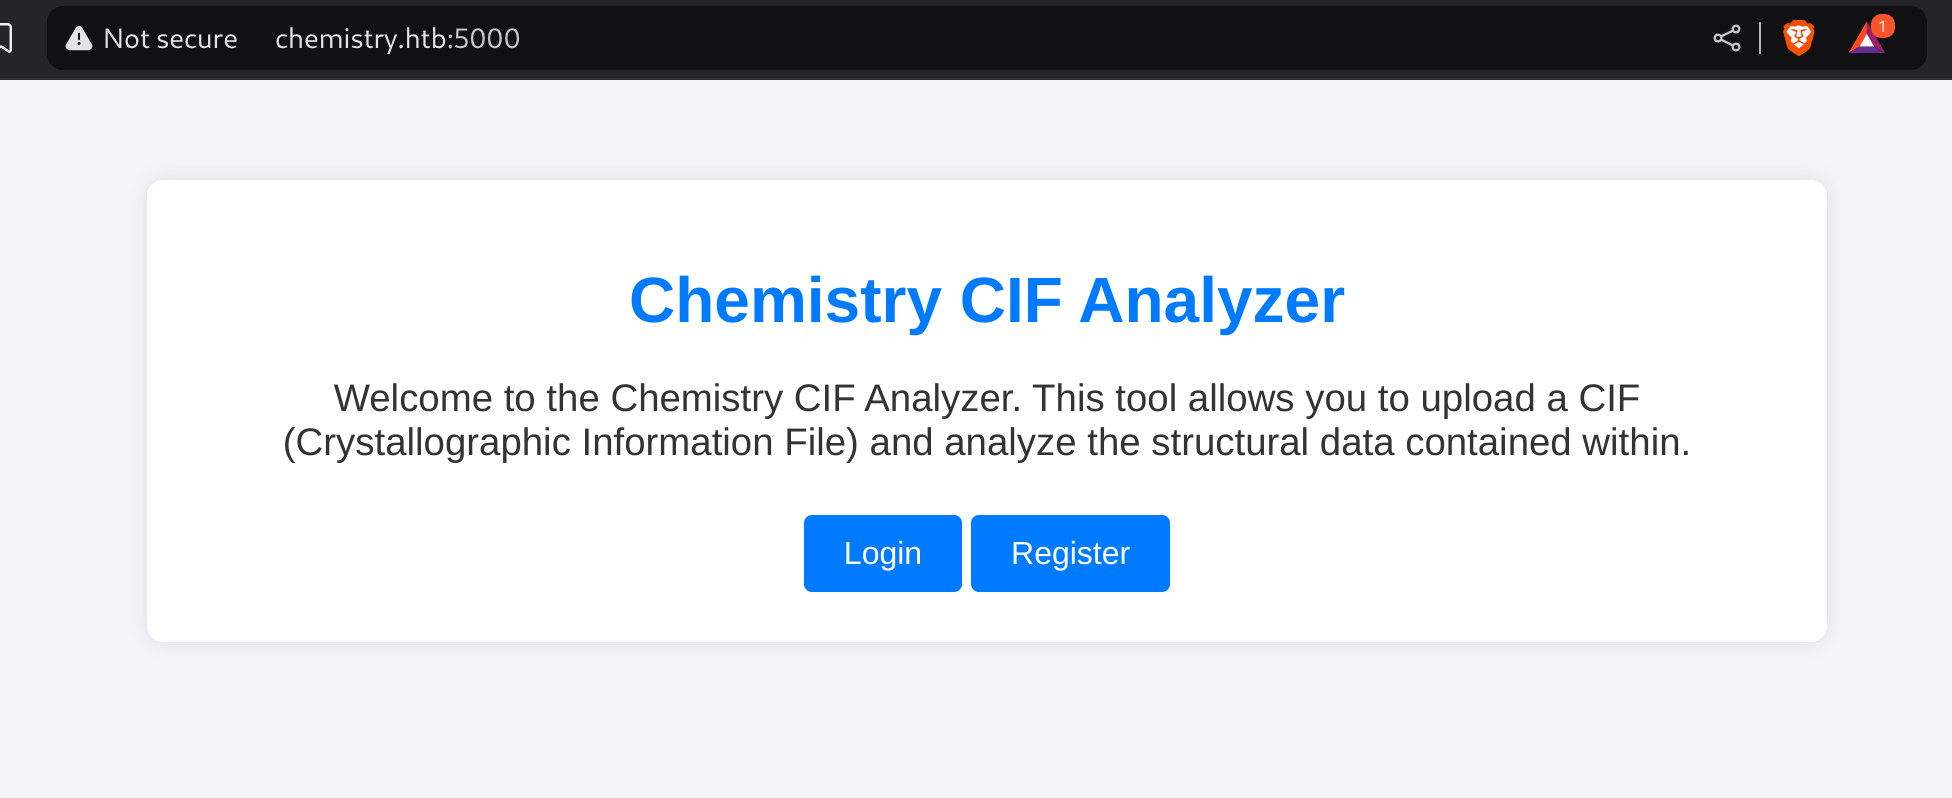 Not secure chemistry.htb:5000
1
Chemistry CIF Analyzer
Welcome to the Chemistry CIF Analyzer. This tool allows you to upload a CIF
(Crystallographic Information File) and analyze the structural data contained within.
Login Register